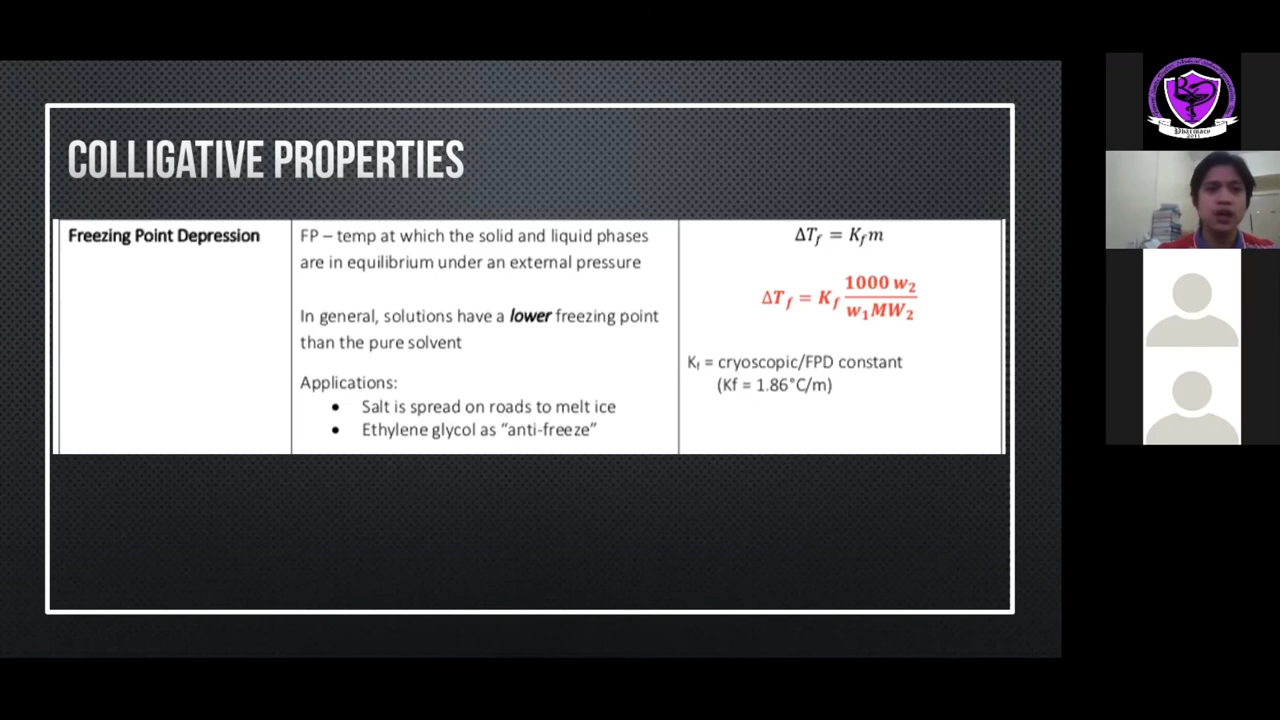 COLLIGATIVE PROPERTIES
Freezing Point Depression
FP – temp at which the solid and liquid phases
are in equilibrium under an external pressure
In general, solutions have a lower freezing point
than the pure solvent
Applications:
• Salt is spread on roads to melt ice
• Ethylene glycol as “anti-freeze”
ΔTf = Kfm
ΔTf = Kf 1000 w2 / w1MW2
Kf = cryoscopic/FPD constant
(Kf = 1.86°C/m)
Pharmacy